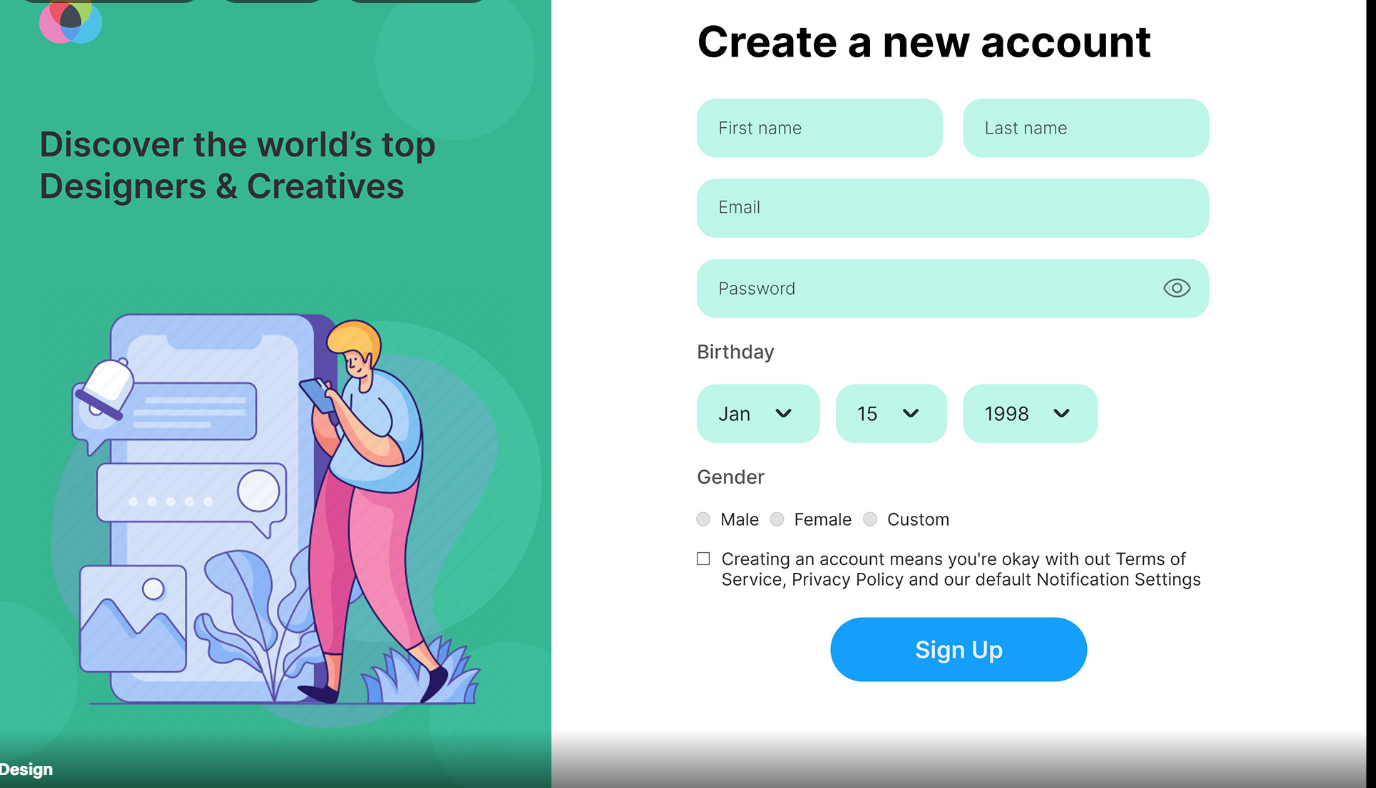 Discover the world's top
Designers & Creatives
Design
Create a new account
First name
Last name
Email
Password
Birthday
Jan
15
1998
Gender
Male
Female
Custom
Creating an account means you're okay with out Terms of
Service, Privacy Policy and our default Notification Settings
Sign Up